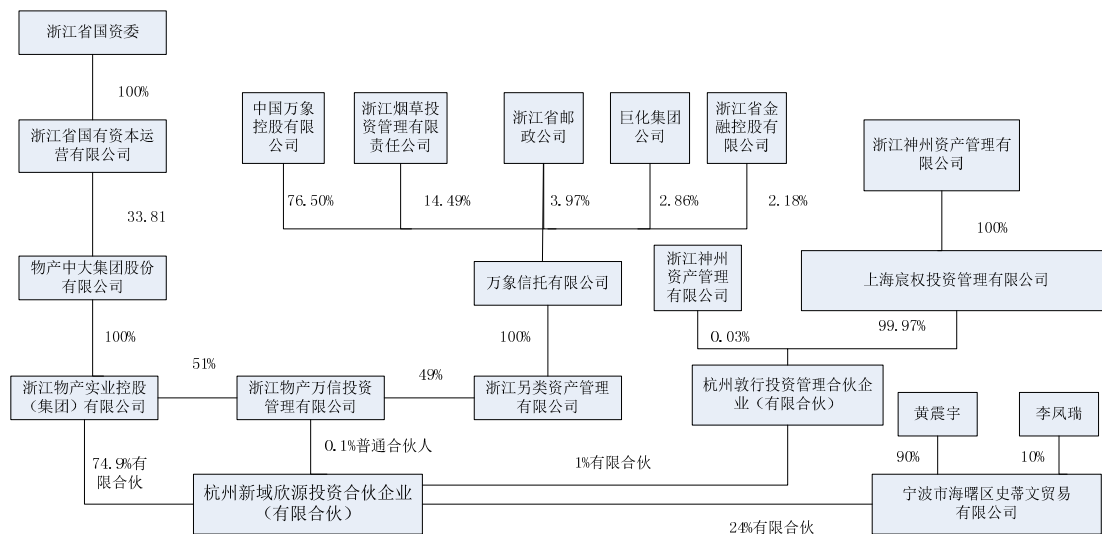 浙江省国资委
100%
浙江省国有资本运
营有限公司
33.81
物产中大集团股份
有限公司
100%
浙江物产实业控股
（集团）有限公司
中国万象
控股有限
公司
浙江烟草投
资管理有限
责任公司
浙江省邮
政公司
巨化集团
公司
浙江省金
融控股有
限公司
76.50%
14.49%
3.97%
2.86%
2.18%
万象信托有限公司
100%
浙江另类资产管理
有限公司
浙江神州资产管理有
限公司
100%
上海宸权投资管理有限公司
浙江神州
资产管理
有限公司
0.03%
99.97%
杭州敦行投资管理合伙企
业（有限合伙）
51%
浙江物产万信投资
管理有限公司
49%
黄震宇
李凤瑞
90%
10%
宁波市海曙区史蒂文贸易
有限公司
74.9%有
限合伙
0.1%普通合伙人
1%有限合伙
杭州新域欣源投资合伙企业
（有限合伙）
24%有限合伙